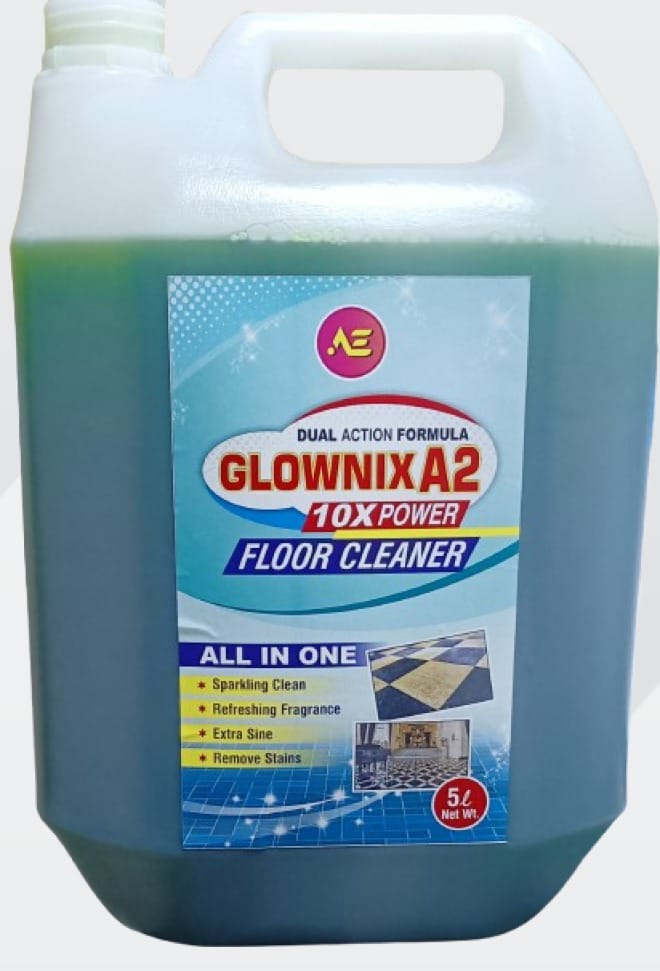 AE
DUAL ACTION FORMULA
GLOWNIX A2
10X POWER
FLOOR CLEANER
ALL IN ONE
* Sparkling Clean
* Refreshing Fragrance
* Extra Sine
* Remove Stains
5ℓ
Net Wt.